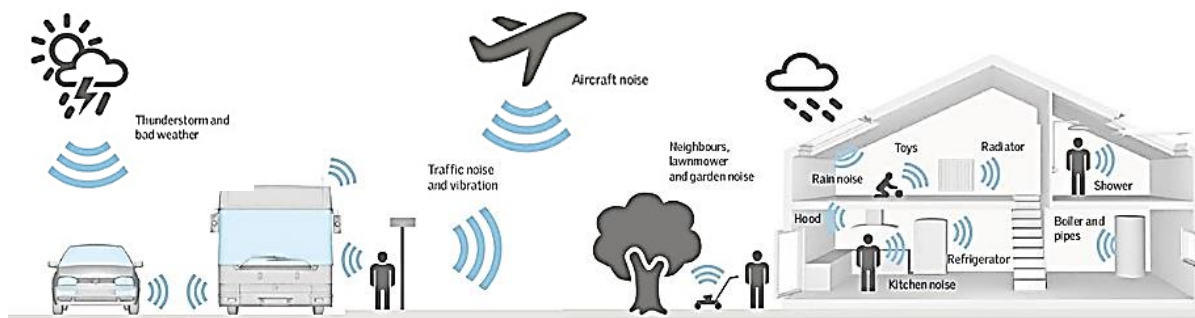 Thunderstorm and
bad weather
Traffic noise
and vibration
Aircraft noise
Neighbours,
lawnmower
and garden noise
Rain noise
Toys
Radiator
Shower
Hood
Refrigerator
Kitchen noise
Boiler and
pipes